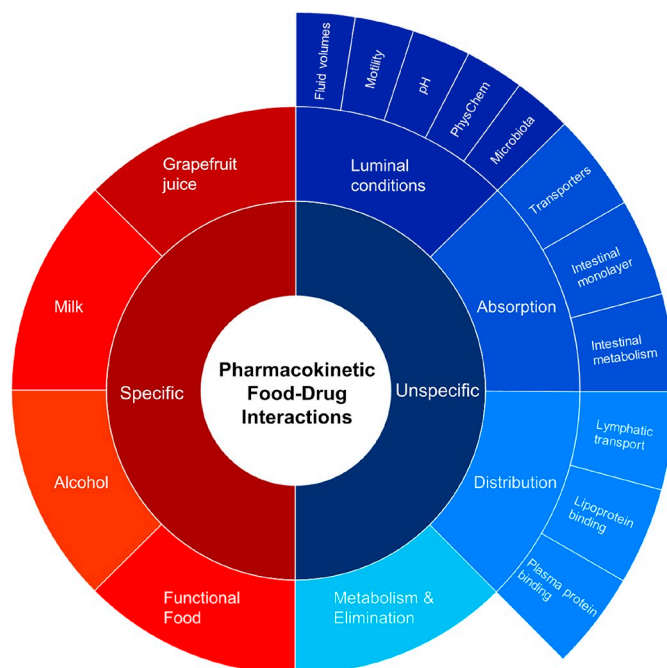 Pharmacokinetic
Food-Drug
Interactions
Specific
Unspecific
Grapefruit
juice
Milk
Alcohol
Functional
Food
Luminal
conditions
Absorption
Distribution
Metabolism &
Elimination
Fluid volumes
Motility
pH
PhysChem
Microbiota
Transporters
Intestinal
monolayer
Intestinal
metabolism
Lymphatic
transport
Lipoprotein
binding
Plasma protein
binding